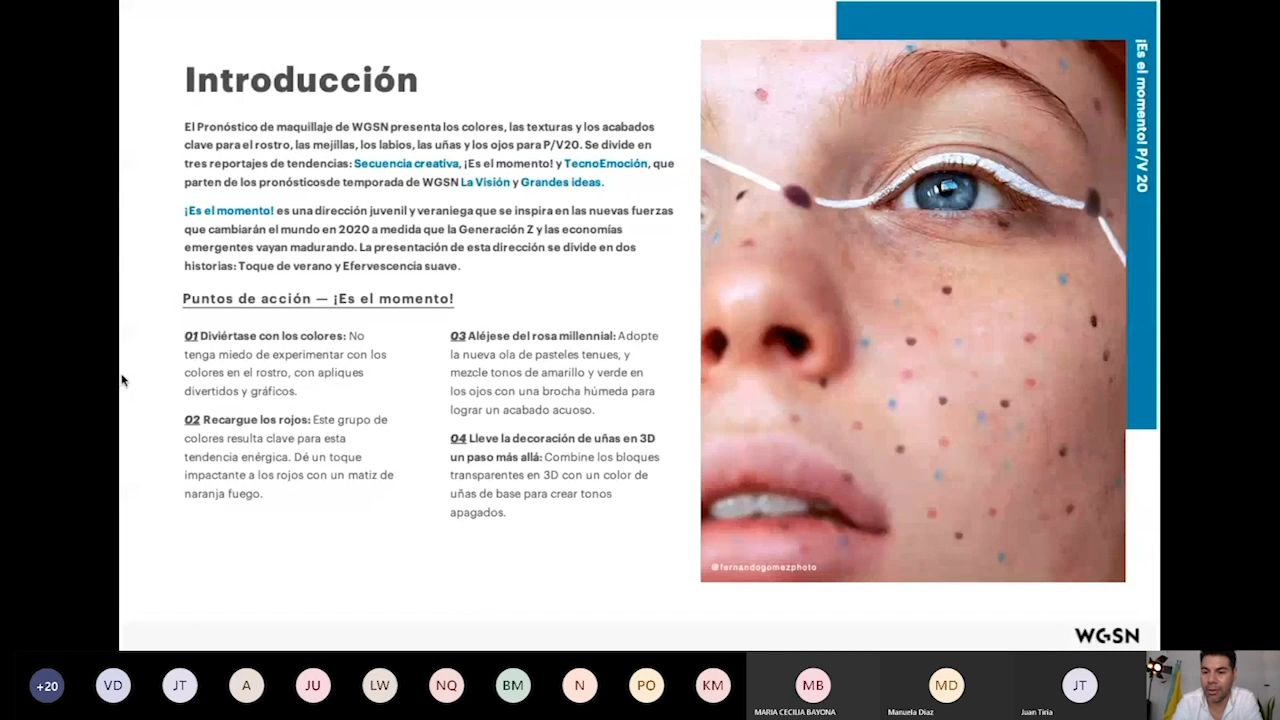 Introducción
El Pronóstico de maquillaje de WGSN presenta los colores, las texturas y los acabados
clave para el rostro, las mejillas, los labios, las uñas y los ojos para P/V20. Se divide en
tres reportajes de tendencias: Secuencia creativa, ¡Es el momento! y TecnoEmoción, que
parten de los pronósticosde temporada de WGSN La Visión y Grandes ideas.
¡Es el momento! es una dirección juvenil y veraniega que se inspira en las nuevas fuerzas
que cambiarán el mundo en 2020 a medida que la Generación Z y las economías
emergentes vayan madurando. La presentación de esta dirección se divide en dos
historias: Toque de verano y Efervescencia suave.
Puntos de acción — ¡Es el momento!
01 Diviértase con los colores: No
tenga miedo de experimentar con los
colores en el rostro, con apliques
divertidos y gráficos.
02 Recargue los rojos: Este grupo de
colores resulta clave para esta
tendencia enérgica. Dé un toque
impactante a los rojos con un matiz de
naranja fuego.
03 Aléjese del rosa millennial: Adopte
la nueva ola de pasteles tenues, y
mezcle tonos de amarillo y verde en
los ojos con una brocha húmeda para
lograr un acabado acuoso.
04 Lleve la decoración de uñas en 3D
un paso más allá: Combine los bloques
transparentes en 3D con un color de
uñas de base para crear tonos
apagados.
@fernandogomezphoto
¡Es el momento! P/V 20
WGSN
+20 VD JT A JU LW NQ BM N PO KM MB MD JT
MARIA CECILIA BAYONA Manuela Diaz Juan Tiria